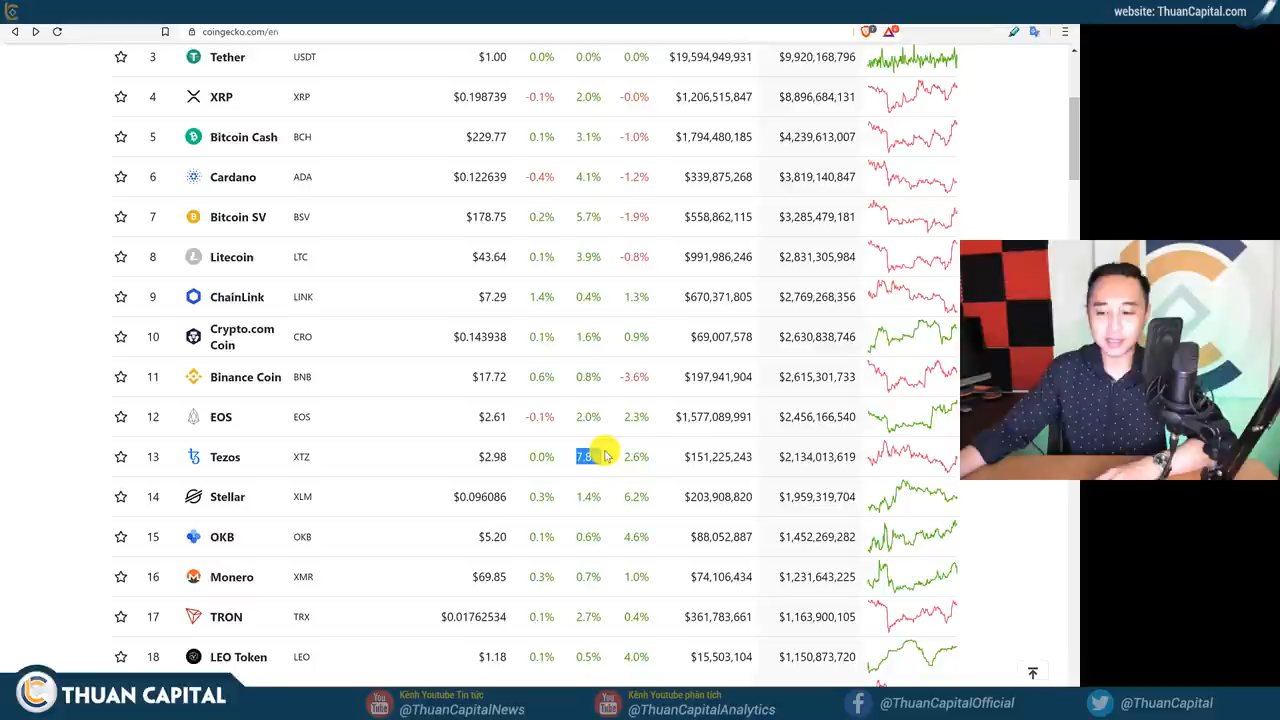 website: ThuanCapital.com
coingecko.com/en
3 Tether USDT $1.00 0.0% 0.0% 0.0% $19,594,949,931 $9,920,168,796
4 XRP XRP $0.198739 -0.1% 2.0% -0.0% $1,206,515,847 $8,896,684,131
5 Bitcoin Cash BCH $229.77 0.1% 3.1% -1.0% $1,794,480,185 $4,239,613,007
6 Cardano ADA $0.122639 -0.4% 4.1% -1.2% $339,875,268 $3,819,140,847
7 Bitcoin SV BSV $178.75 0.2% 5.7% -1.9% $558,862,115 $3,285,479,181
8 Litecoin LTC $43.64 0.1% 3.9% -0.8% $991,986,246 $2,831,305,984
9 ChainLink LINK $7.29 1.4% 0.4% 1.3% $670,371,805 $2,769,268,356
10 Crypto.com Coin CRO $0.143938 0.1% 1.6% 0.9% $69,007,578 $2,630,838,746
11 Binance Coin BNB $17.72 0.6% 0.8% -3.6% $197,941,904 $2,615,301,733
12 EOS EOS $2.61 -0.1% 2.0% 2.3% $1,577,089,991 $2,456,166,540
13 Tezos XTZ $2.98 0.0% 7.8 2.6% $151,225,243 $2,134,013,619
14 Stellar XLM $0.096086 0.3% 1.4% 6.2% $203,908,820 $1,959,319,704
15 OKB OKB $5.20 0.1% 0.6% 4.6% $88,052,887 $1,452,269,282
16 Monero XMR $69.85 0.3% 0.7% 1.0% $74,106,434 $1,231,643,225
17 TRON TRX $0.01762534 0.1% 2.7% 0.4% $361,783,661 $1,163,900,105
18 LEO Token LEO $1.18 0.1% 0.5% 4.0% $15,503,104 $1,150,873,720
THUAN CAPITAL
You Tube Kênh Youtube Tin tức
@ThuanCapitalNews
You Tube Kênh Youtube phân tích
@ThuanCapitalAnalytics
@ThuanCapitalOfficial
@ThuanCapital